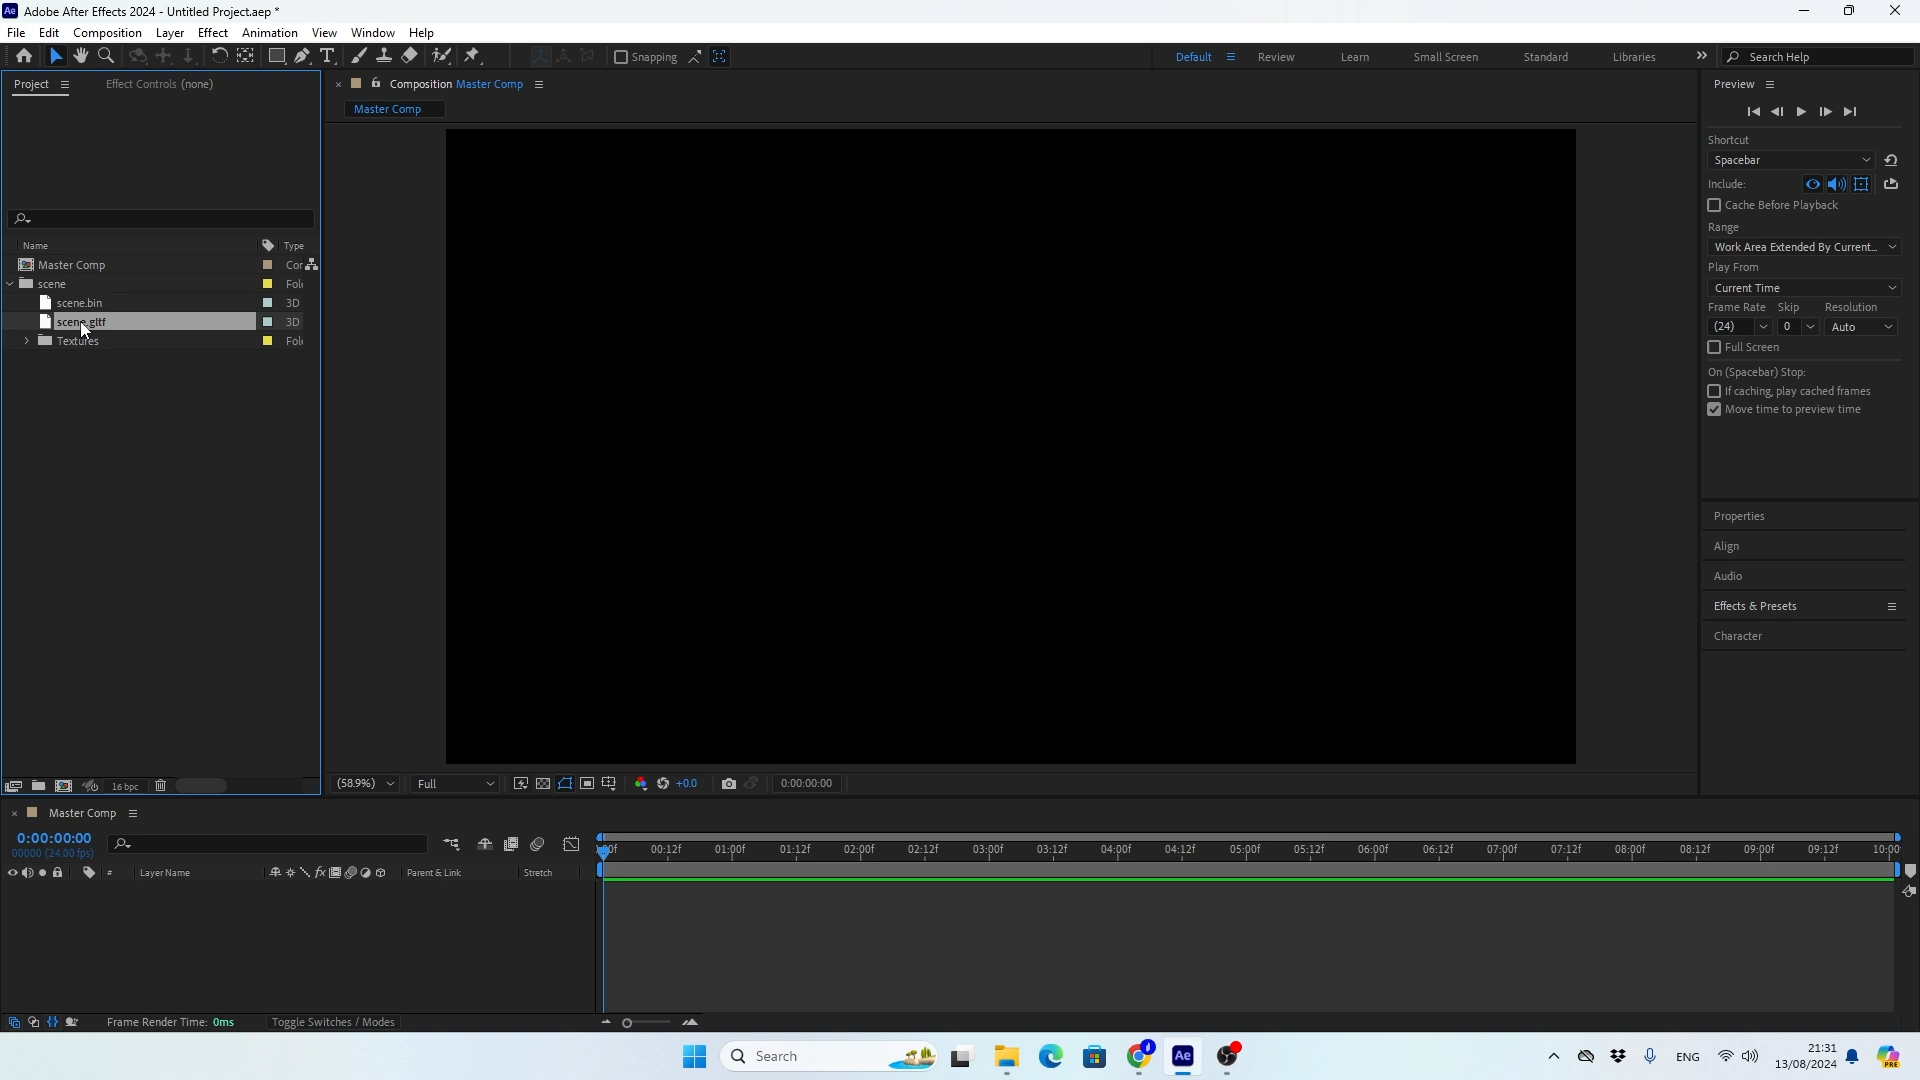 Ae Adobe After Effects 2024 - Untitled Project.aep *
File Edit Composition Layer Effect Animation View Window Help
Snapping Default Review Learn Small Screen Standard Libraries Search Help
Project Effect Controls (none)
Composition Master Comp
Master Comp
Name Type
Master Comp
scene
scene.bin 3D
scene.gltf 3D
Textures
16 bpc
(58.9%) Full +0.0 0:00:00:00
Preview
Shortcut
Spacebar
Include:
Cache Before Playback
Range
Work Area Extended By Current...
Play From
Current Time
Frame Rate Skip Resolution
(24) 0 Auto
Full Screen
On (Spacebar) Stop:
If caching, play cached frames
Move time to preview time
Properties
Align
Audio
Effects & Presets
Character
Master Comp
0:00:00:00
00000 (24.00 fps)
00:12f 01:00f 01:12f 02:00f 02:12f 03:00f 03:12f 04:00f 04:12f 05:00f 05:12f 06:00f 06:12f 07:00f 07:12f 08:00f 08:12f 09:00f 09:12f 10:00
# Layer Name fx Parent & Link Stretch
Frame Render Time: 0ms Toggle Switches / Modes
Search Ae ENG 21:31
13/08/2024
PRE